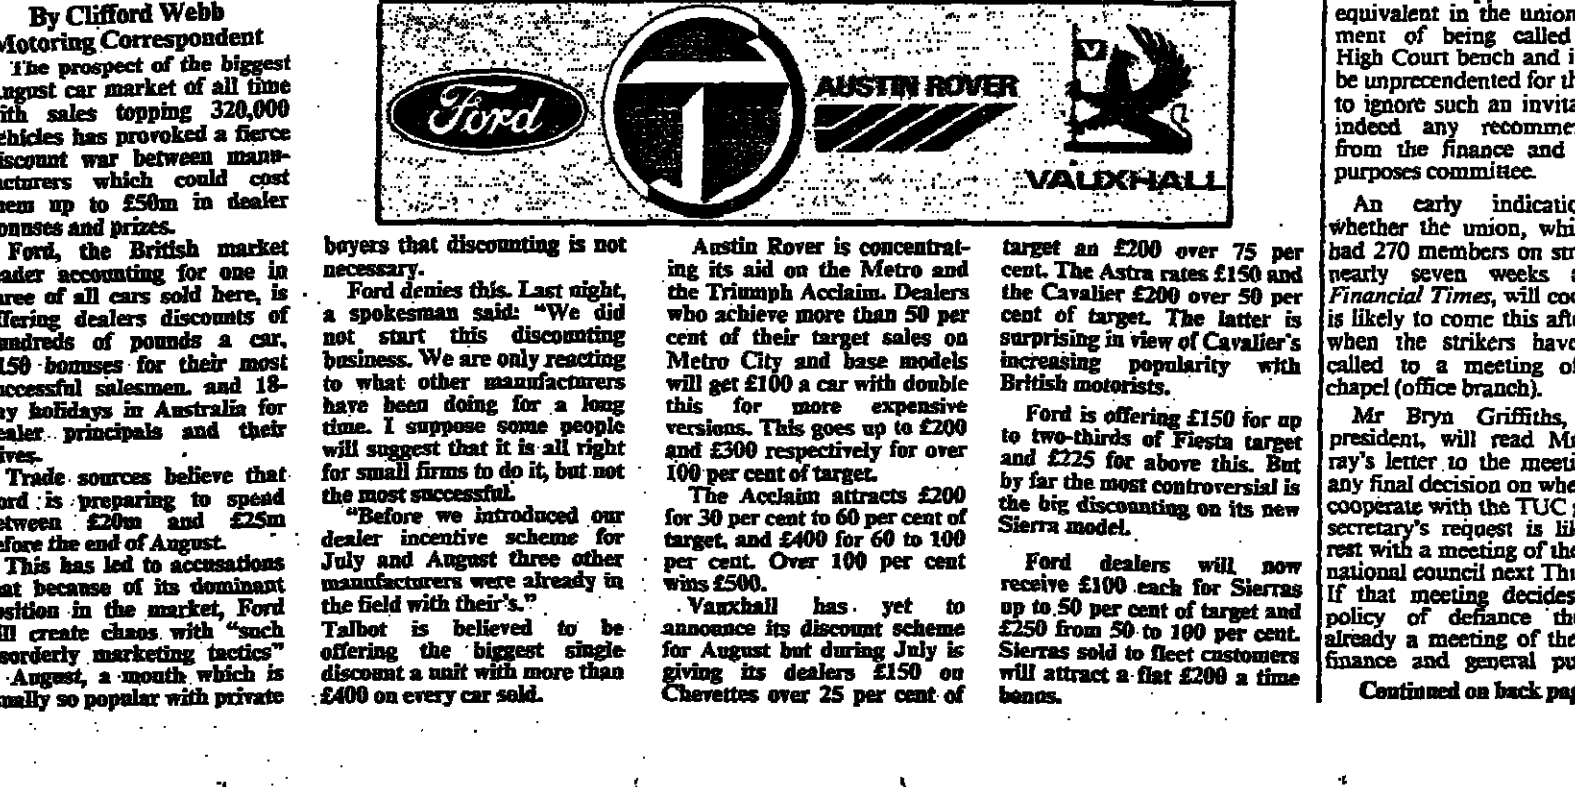 By Clifford Webb
Motoring Correspondent
The prospect of the biggest
August car market of all time
with sales topping 320,000
vehicles has provoked a fierce
discount war between manu-
facturers which could cost
them up to £50m in dealer
bonuses and prizes.
Ford, the British market
leader accounting for one in
three of all cars sold here, is
offering dealers discounts of
hundreds of pounds a car,
£150 bonuses for their most
successful salesmen, and 18-
day holidays in Australia for
dealer principals and their
wives.
Trade sources believe that
Ford is preparing to spend
between £20m and £25m
before the end of August.
This has led to accusations
that because of its dominant
position in the market, Ford
will create chaos with "such
disorderly marketing tactics"
August, a month which is
usually so popular with private
Ford
T
AUSTIN ROVER
V
VAUXHALL
buyers that discounting is not
necessary.
Ford denies this. Last night,
a spokesman said: "We did
not start this discounting
business. We are only reacting
to what other manufacturers
have been doing for a long
time. I suppose some people
will suggest that it is all right
for small firms to do it, but not
the most successful.
"Before we introduced our
dealer incentive scheme for
July and August three other
manufacturers were already in
the field with their's."
Talbot is believed to be
offering the biggest single
discount a unit with more than
£400 on every car sold.
Austin Rover is concentrat-
ing its aid on the Metro and
the Triumph Acclaim. Dealers
who achieve more than 50 per
cent of their target sales on
Metro City and base models
will get £100 a car with double
this for more expensive
versions. This goes up to £200
and £300 respectively for over
100 per cent of target.
The Acclaim attracts £200
for 30 per cent to 60 per cent of
target, and £400 for 60 to 100
per cent. Over 100 per cent
wins £500.
Vauxhall has yet to
announce its discount scheme
for August but during July is
giving its dealers £150 on
Chevettes over 25 per cent of
target an £200 over 75 per
cent. The Astra rates £150 and
the Cavalier £200 over 50 per
cent of target. The latter is
surprising in view of Cavalier's
increasing popularity with
British motorists.
Ford is offering £150 for up
to two-thirds of Fiesta target
and £225 for above this. But
by far the most controversial is
the big discounting on its new
Sierra model.
Ford dealers will now
receive £100 each for Sierras
up to 50 per cent of target and
£250 from 50 to 100 per cent.
Sierras sold to fleet customers
will attract a flat £200 a time
bonus.
equivalent in the union
ment of being called
High Court bench and i
be unprecendented for th
to ignore such an invita
indeed any recomme
from the finance and
purposes committee.
An early indicatio
whether the union, whi
had 270 members on str
nearly seven weeks a
Financial Times, will coo
is likely to come this afte
when the strikers have
called to a meeting of
chapel (office branch).
Mr Bryn Griffiths,
president, will read Mr
ray's letter to the meeti
any final decision on whe
cooperate with the TUC g
secretary's request is lik
rest with a meeting of the
national council next Thu
If that meeting decides
policy of defiance the
already a meeting of the
finance and general pu
Continued on back pag